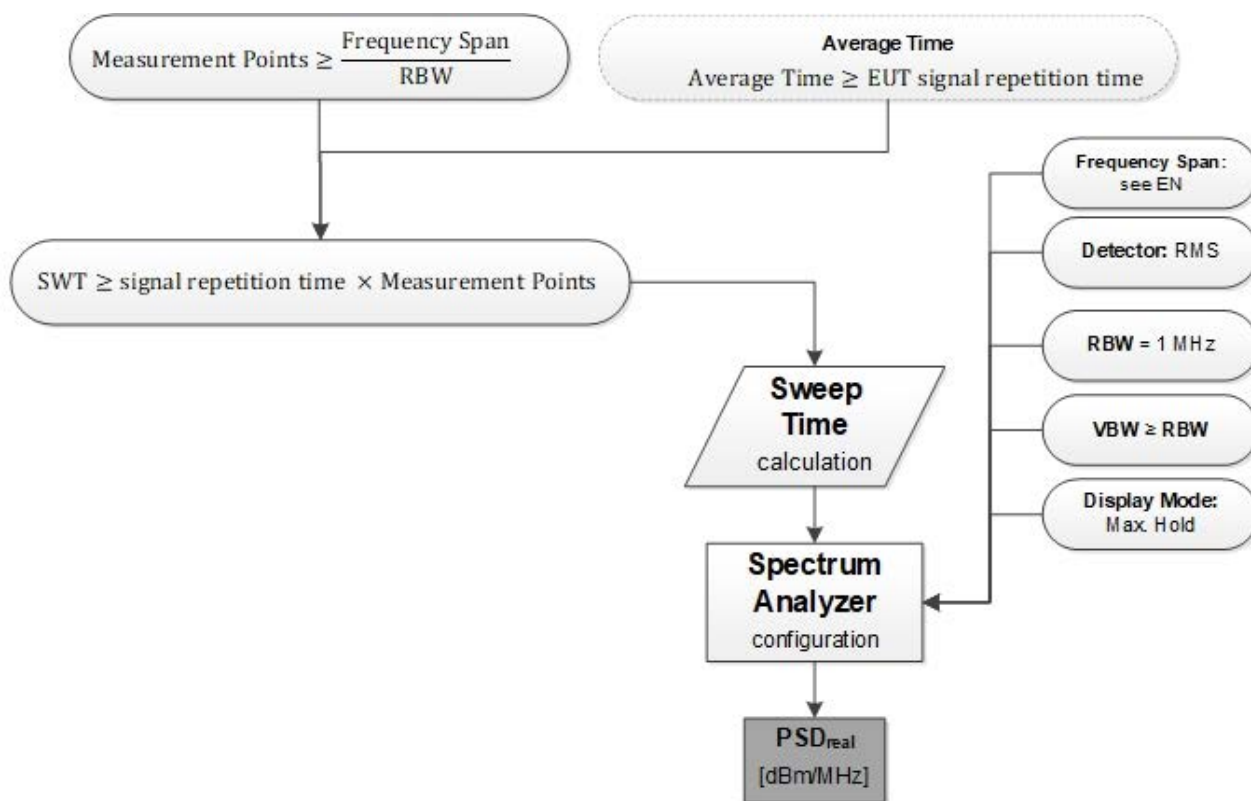 Measurement Points ≥ Frequency Span / RBW
Average Time
Average Time ≥ EUT signal repetition time
Frequency Span:
see EN
Detector: RMS
SWT ≥ signal repetition time × Measurement Points
RBW = 1 MHz
Sweep
Time
calculation
VBW ≥ RBW
Display Mode:
Max. Hold
Spectrum
Analyzer
configuration
PSDreal
[dBm/MHz]